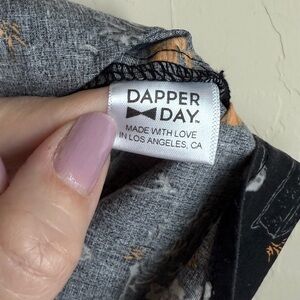 DAPPER
DAY.
MADE WITH LOVE
IN LOS ANGELES, CA